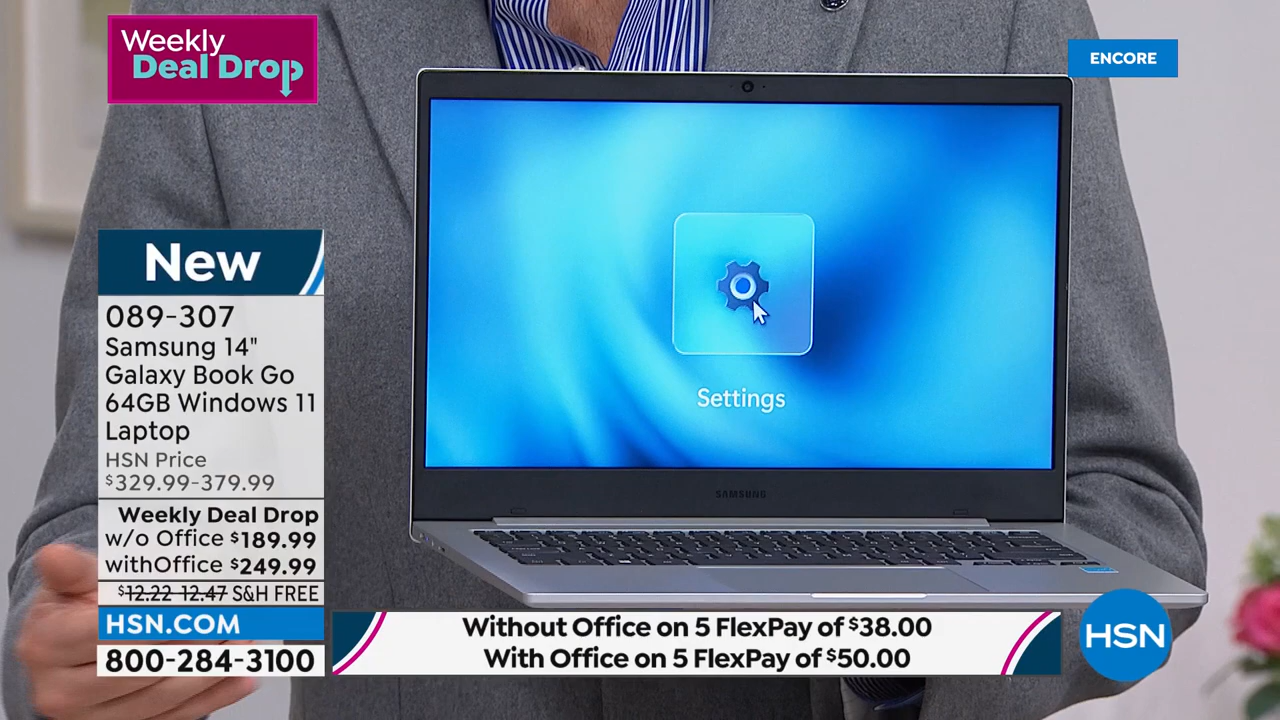 Weekly
Deal Drop
ENCORE
New
089-307
Samsung 14"
Galaxy Book Go
64GB Windows 11
Laptop
HSN Price
$329.99-379.99
Weekly Deal Drop
w/o Office $189.99
withOffice $249.99
$12.22 12.47 S&H FREE
HSN.COM
800-284-3100
Settings
SAMSUNG
Without Office on 5 FlexPay of $38.00
With Office on 5 FlexPay of $50.00
HSN